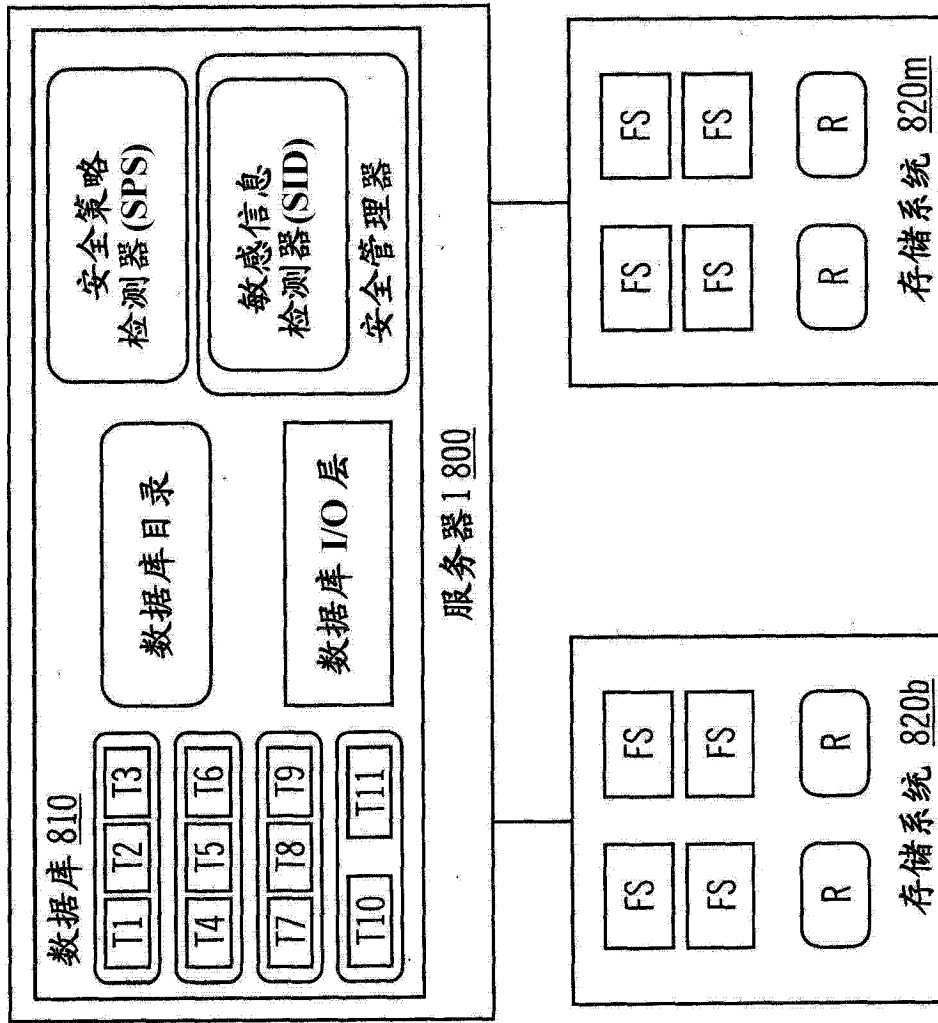 数据库 810
T1 T2 T3
T4 T5 T6
T7 T8 T9
T10 T11
数据库目录
数据库 I/O 层
安全策略
检测器(SPS)
敏感信息
检测器(SID)
安全管理器
服务器1 800
FS FS
FS FS
R R
存储系统 820b
FS FS
FS FS
R R
存储系统 820m